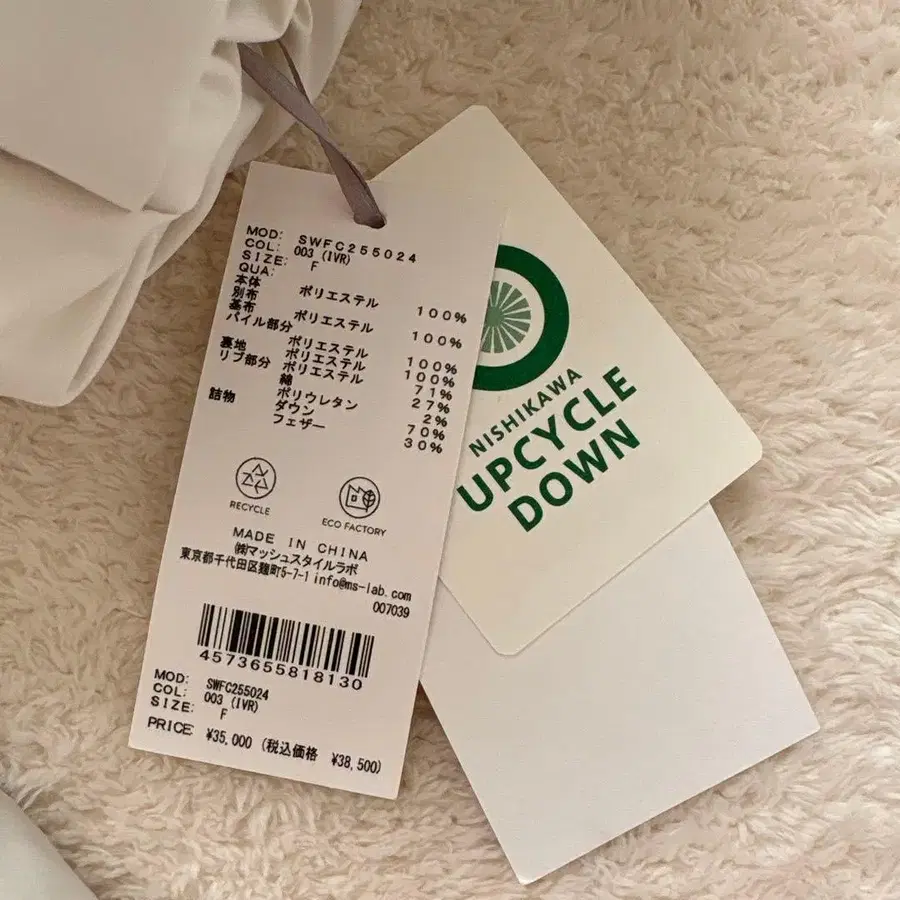 MOD: SWFC255024
COL: 003 (IVR)
SIZE: F
QUA:
本体 ポリエステル 100%
別布 ポリエステル 100%
基布
パイル部分 ポリエステル 100%
ポリエステル 100%
裏地 ポリエステル 71%
リブ部分 綿 27%
ポリウレタン 2%
詰物 ダウン 70%
フェザー 30%
RECYCLE
ECO FACTORY
MADE IN CHINA
㈱マッシュスタイルラボ
東京都千代田区麹町5-7-1 info@ms-lab.com
007039
4573655818130
MOD: SWFC255024
COL: 003 (IVR)
SIZE: F
PRICE: ¥35,000 (税込価格 ¥38,500)
NISHIKAWA
UPCYCLE
DOWN